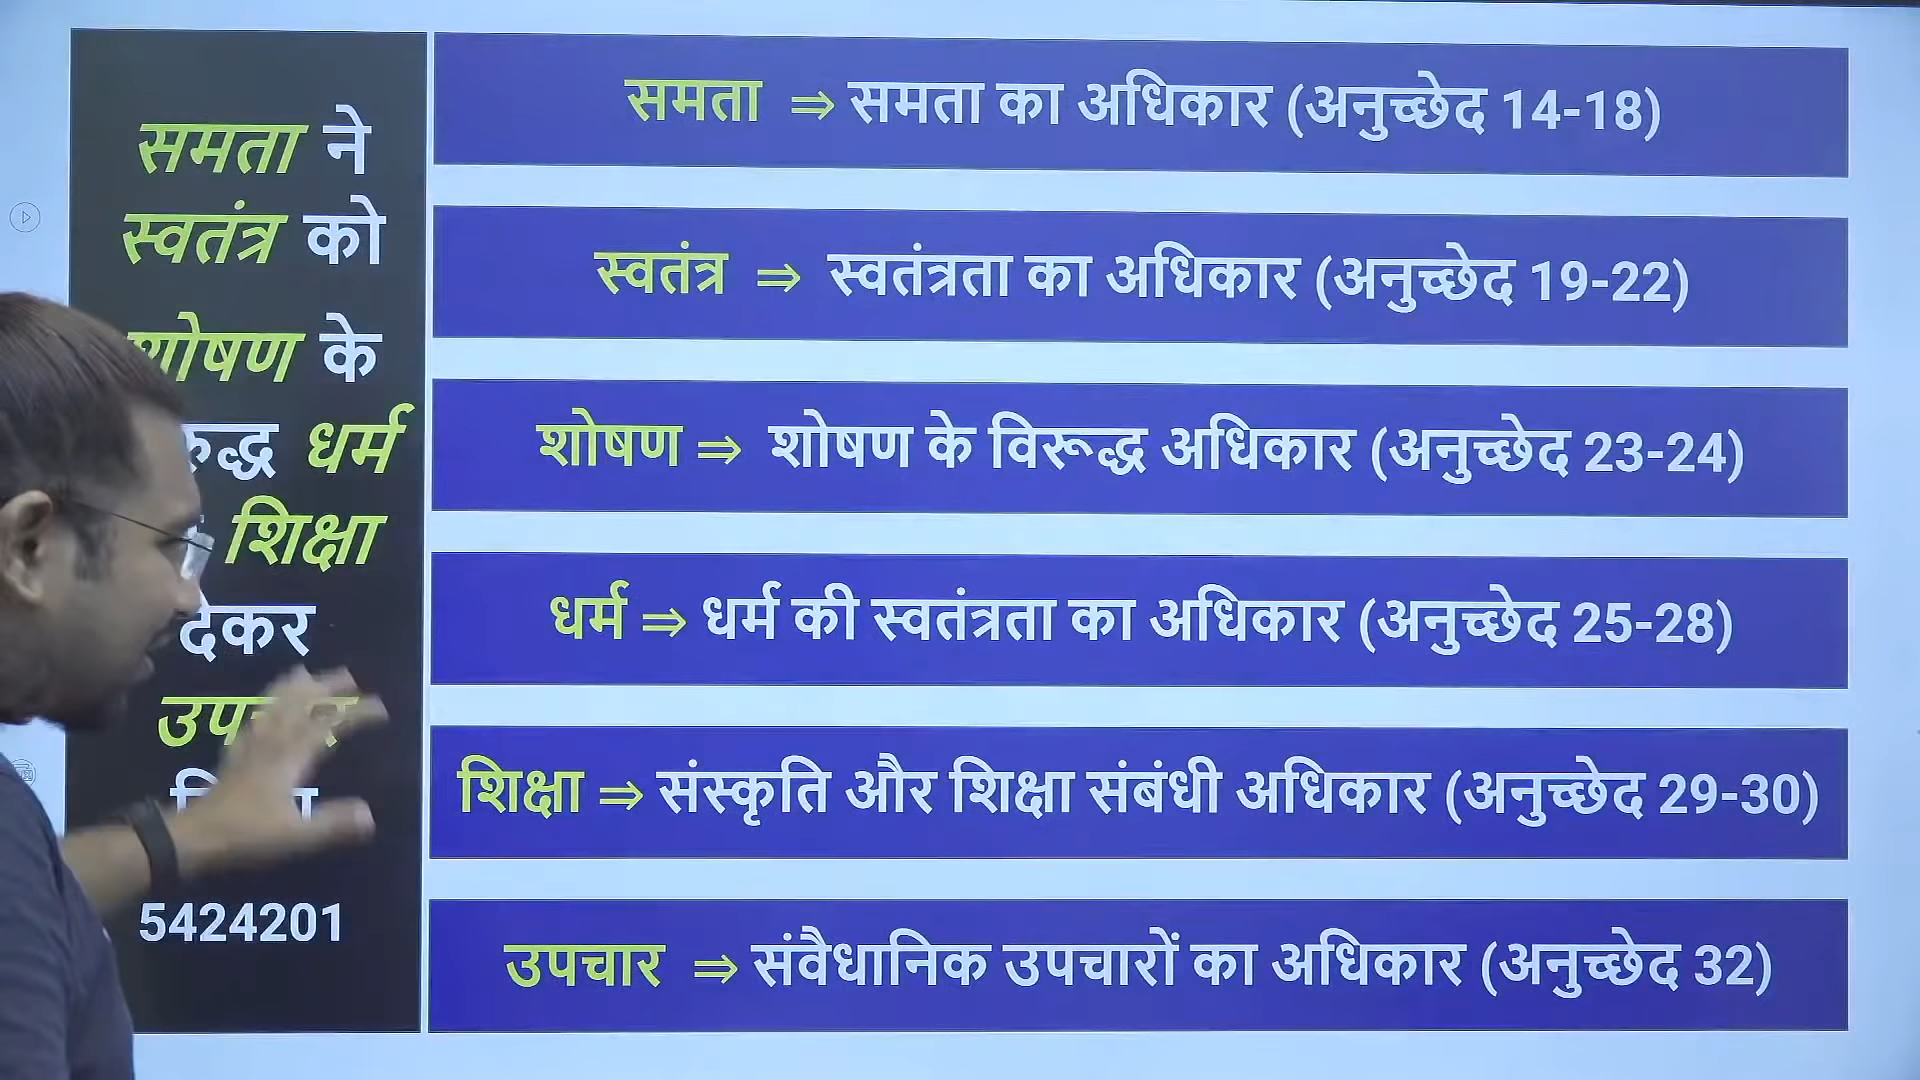 समता ने
स्वतंत्र को
शोषण के
धर्म
शिक्षा
देकर
5424201
समता ⇒ समता का अधिकार (अनुच्छेद 14-18)
स्वतंत्र ⇒ स्वतंत्रता का अधिकार (अनुच्छेद 19-22)
शोषण ⇒ शोषण के विरूद्ध अधिकार (अनुच्छेद 23-24)
धर्म ⇒ धर्म की स्वतंत्रता का अधिकार (अनुच्छेद 25-28)
शिक्षा ⇒ संस्कृति और शिक्षा संबंधी अधिकार (अनुच्छेद 29-30)
उपचार ⇒ संवैधानिक उपचारों का अधिकार (अनुच्छेद 32)